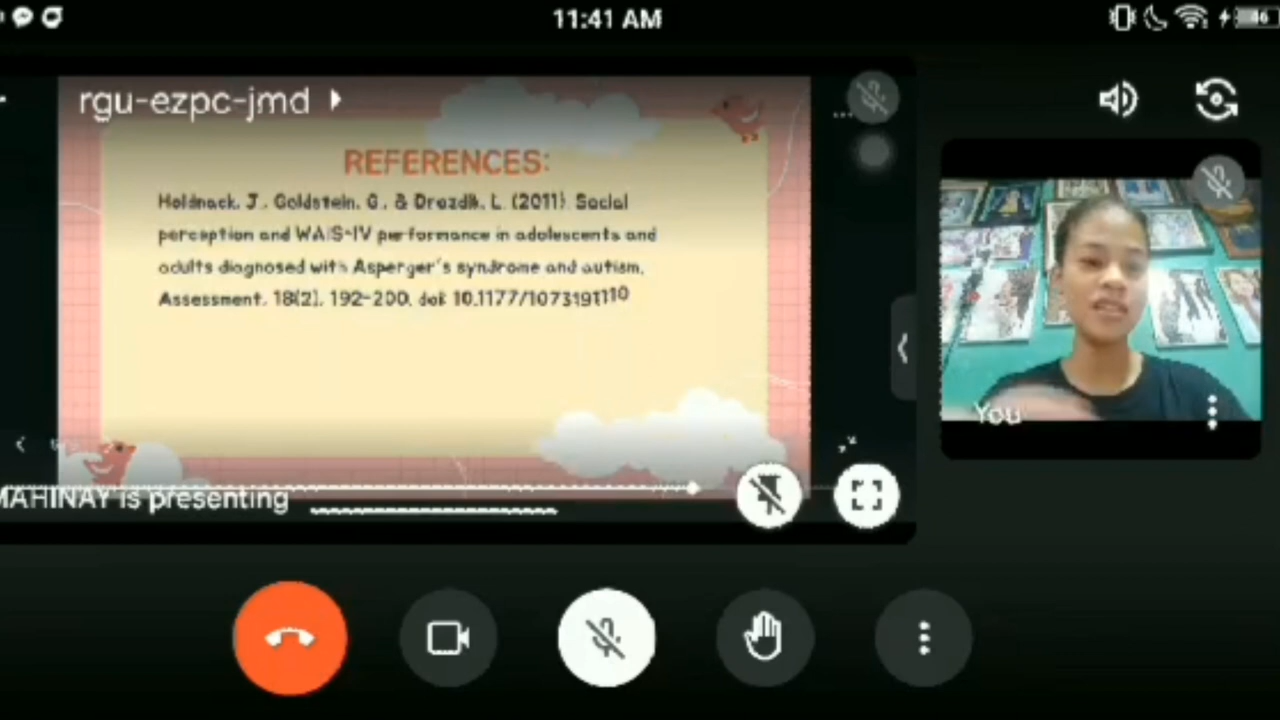 11:41 AM
46
rgu-ezpc-jmd
REFERENCES:
Holdnack, J., Goldstein, G., & Drozdik, L. (2011). Social
perception and WAIS-IV performance in adolescents and
adults diagnosed with Asperger's syndrome and autism.
Assessment, 18(2), 192-200. doi: 10.1177/1073191110
You
MAHINAY is presenting